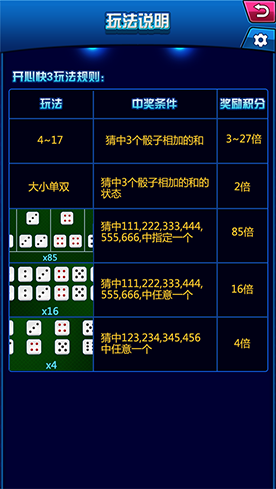 玩法说明
开心快3玩法规则：
玩法 中奖条件 奖励积分
4~17 猜中3个骰子相加的和 3~27倍
大小单双 猜中3个骰子相加的和的
状态 2倍
x85 猜中111,222,333,444,
555,666,中指定一个 85倍
x16 猜中111,222,333,444,
555,666,中任意一个 16倍
x4 猜中123,234,345,456
中任意一个 4倍